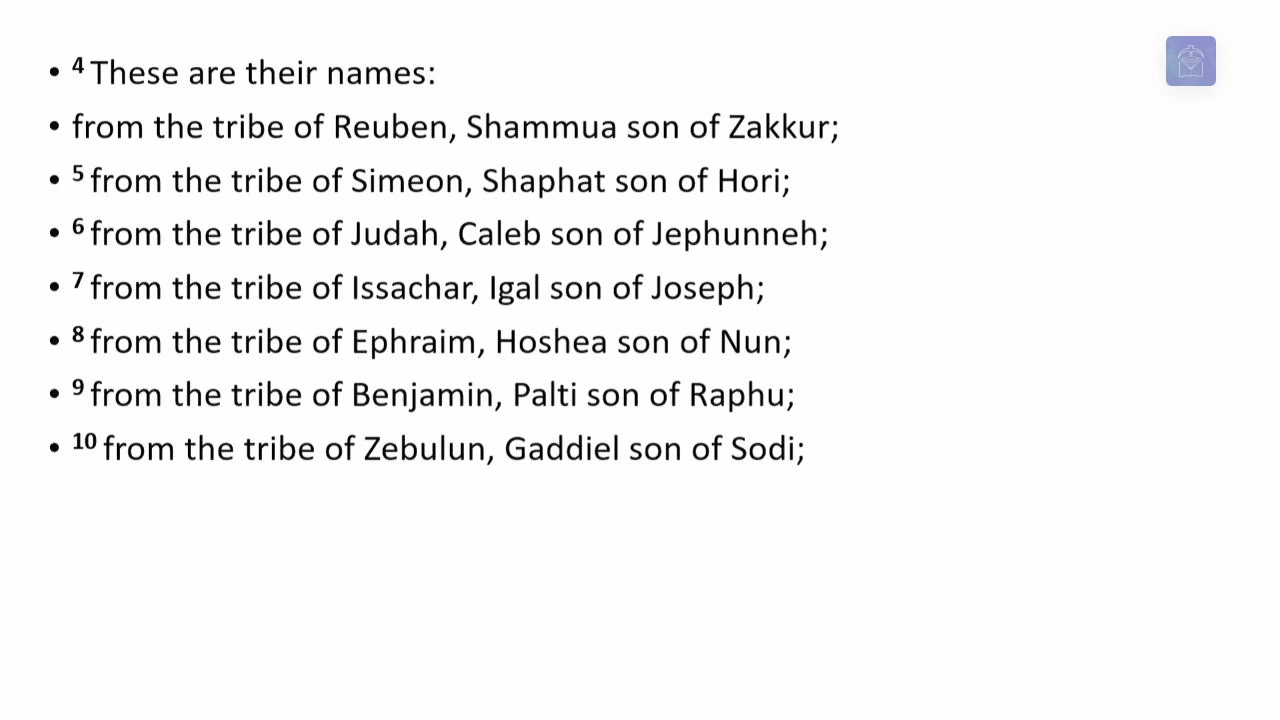 • ⁴ These are their names:
• from the tribe of Reuben, Shammua son of Zakkur;
• ⁵ from the tribe of Simeon, Shaphat son of Hori;
• ⁶ from the tribe of Judah, Caleb son of Jephunneh;
• ⁷ from the tribe of Issachar, Igal son of Joseph;
• ⁸ from the tribe of Ephraim, Hoshea son of Nun;
• ⁹ from the tribe of Benjamin, Palti son of Raphu;
• ¹⁰ from the tribe of Zebulun, Gaddiel son of Sodi;